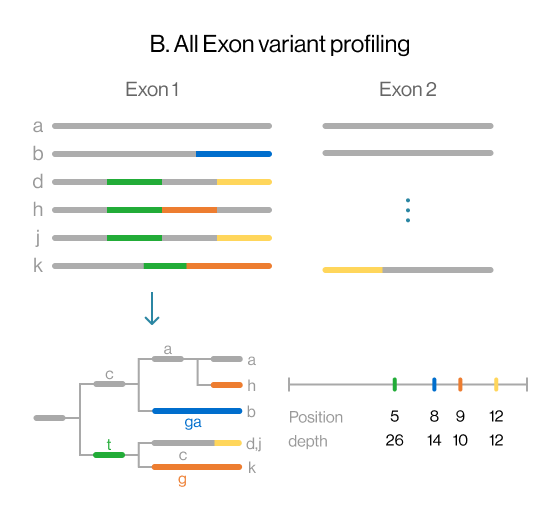 B. All Exon variant profiling
Exon 1
Exon 2
a
b
d
h
j
k
a
a
c
h
b
ga
t
d,j
c
k
g
Position 5 8 9 12
depth 26 14 10 12